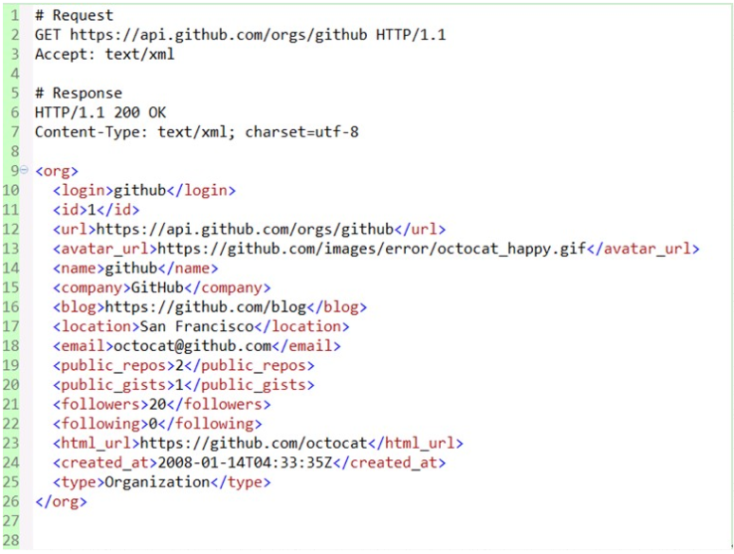 1 # Request
2 GET https://api.github.com/orgs/github HTTP/1.1
3 Accept: text/xml
4
5 # Response
6 HTTP/1.1 200 OK
7 Content-Type: text/xml; charset=utf-8
8
9 <org>
10   <login>github</login>
11   <id>1</id>
12   <url>https://api.github.com/orgs/github</url>
13   <avatar_url>https://github.com/images/error/octocat_happy.gif</avatar_url>
14   <name>github</name>
15   <company>GitHub</company>
16   <blog>https://github.com/blog</blog>
17   <location>San Francisco</location>
18   <email>octocat@github.com</email>
19   <public_repos>2</public_repos>
20   <public_gists>1</public_gists>
21   <followers>20</followers>
22   <following>0</following>
23   <html_url>https://github.com/octocat</html_url>
24   <created_at>2008-01-14T04:33:35Z</created_at>
25   <type>Organization</type>
26 </org>
27
28